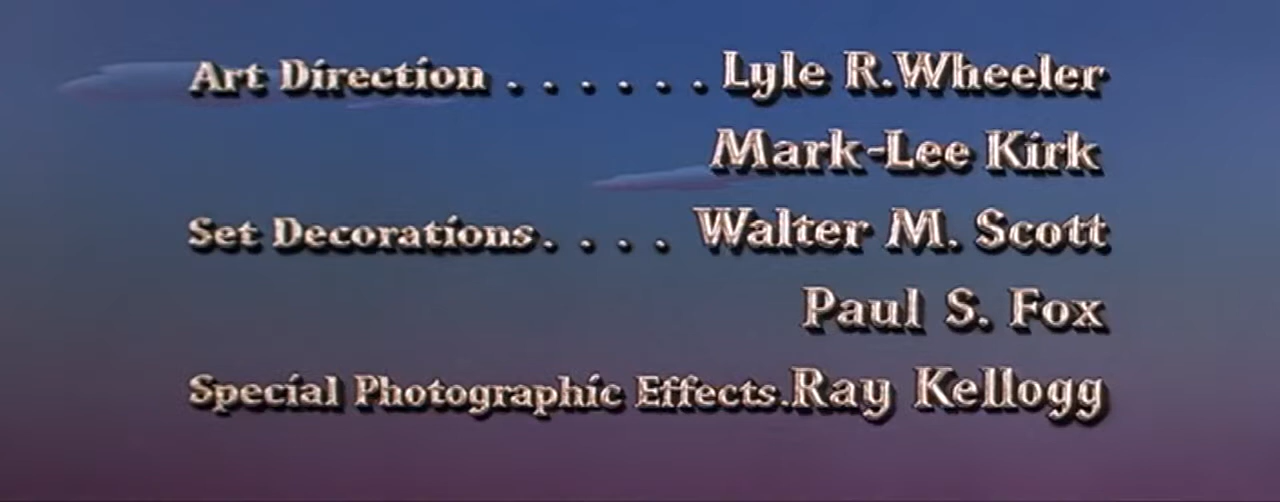 Art Direction . . . . . . Lyle R. Wheeler
Mark-Lee Kirk
Set Decorations. . . . Walter M. Scott
Paul S. Fox
Special Photographic Effects. Ray Kellogg